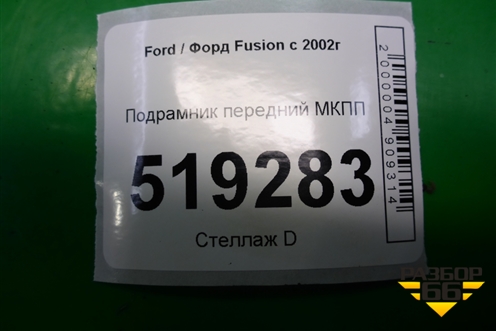 Ford / Форд Fusion с 2002г
Подрамник передний МКПП
519283
Стеллаж D
2000004909314
РАЗБОР
66